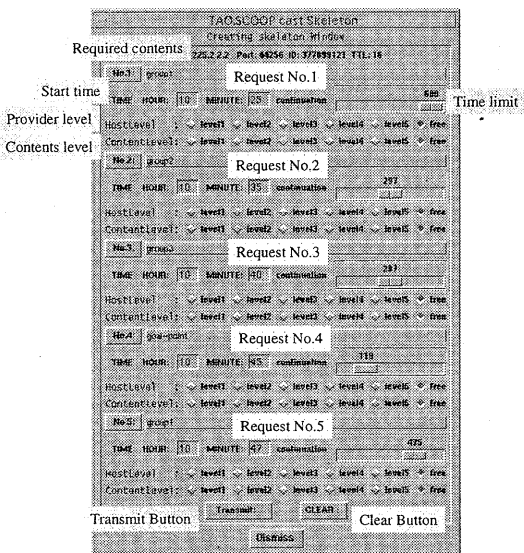 TAO.SCOOP cast Skeleton
Creating skeleton Window
Required contents
225.2.2.2 Port: 64256 ID: 377899121 TTL: 16
No.1: group1
Request No.1
Start time
TIME HOUR: 10 MINUTE: 25 continuation 600
Time limit
Provider level
HostLevel : level1 level2 level3 level4 level5 free
Contents level
ContentLevel: level1 level2 level3 level4 level5 free
No.2: group2
Request No.2
TIME HOUR: 10 MINUTE: 35 continuation 297
HostLevel : level1 level2 level3 level4 level5 free
ContentLevel: level1 level2 level3 level4 level5 free
No.3: group3
Request No.3
TIME HOUR: 10 MINUTE: 40 continuation 297
HostLevel : level1 level2 level3 level4 level5 free
ContentLevel: level1 level2 level3 level4 level5 free
No.4:
Request No.4
TIME HOUR: 10 MINUTE: 45 continuation 118
HostLevel : level1 level2 level3 level4 level5 free
ContentLevel: level1 level2 level3 level4 level5 free
No.5: group1
Request No.5
TIME HOUR: 10 MINUTE: 47 continuation 475
HostLevel : level1 level2 level3 level4 level5 free
ContentLevel: level1 level2 level3 level4 level5 free
Transmit Button
Transmit
CLEAR
Clear Button
Dismiss